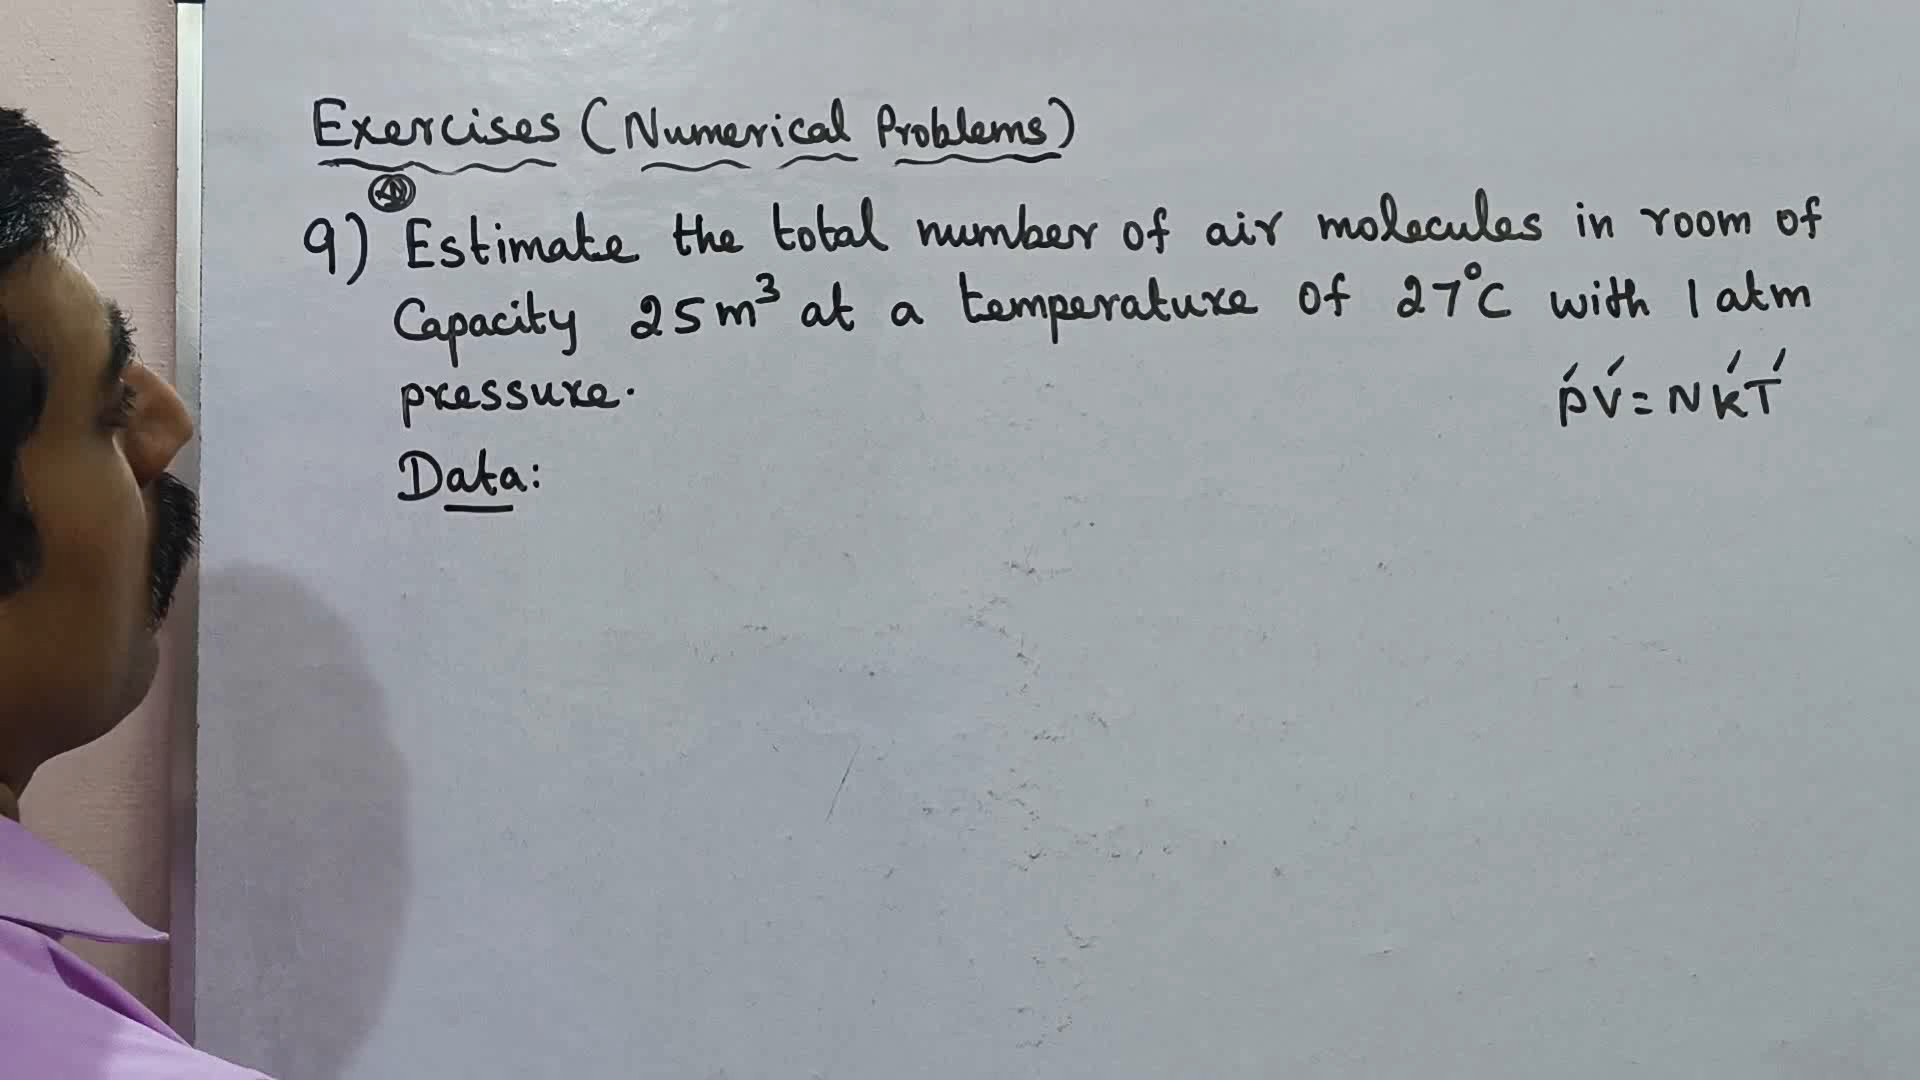 Exercises (Numerical Problems)
9) Estimate the total number of air molecules in room of
Capacity 25m³ at a temperature of 27°C with 1 atm
pressure.
PV = NkT
Data: